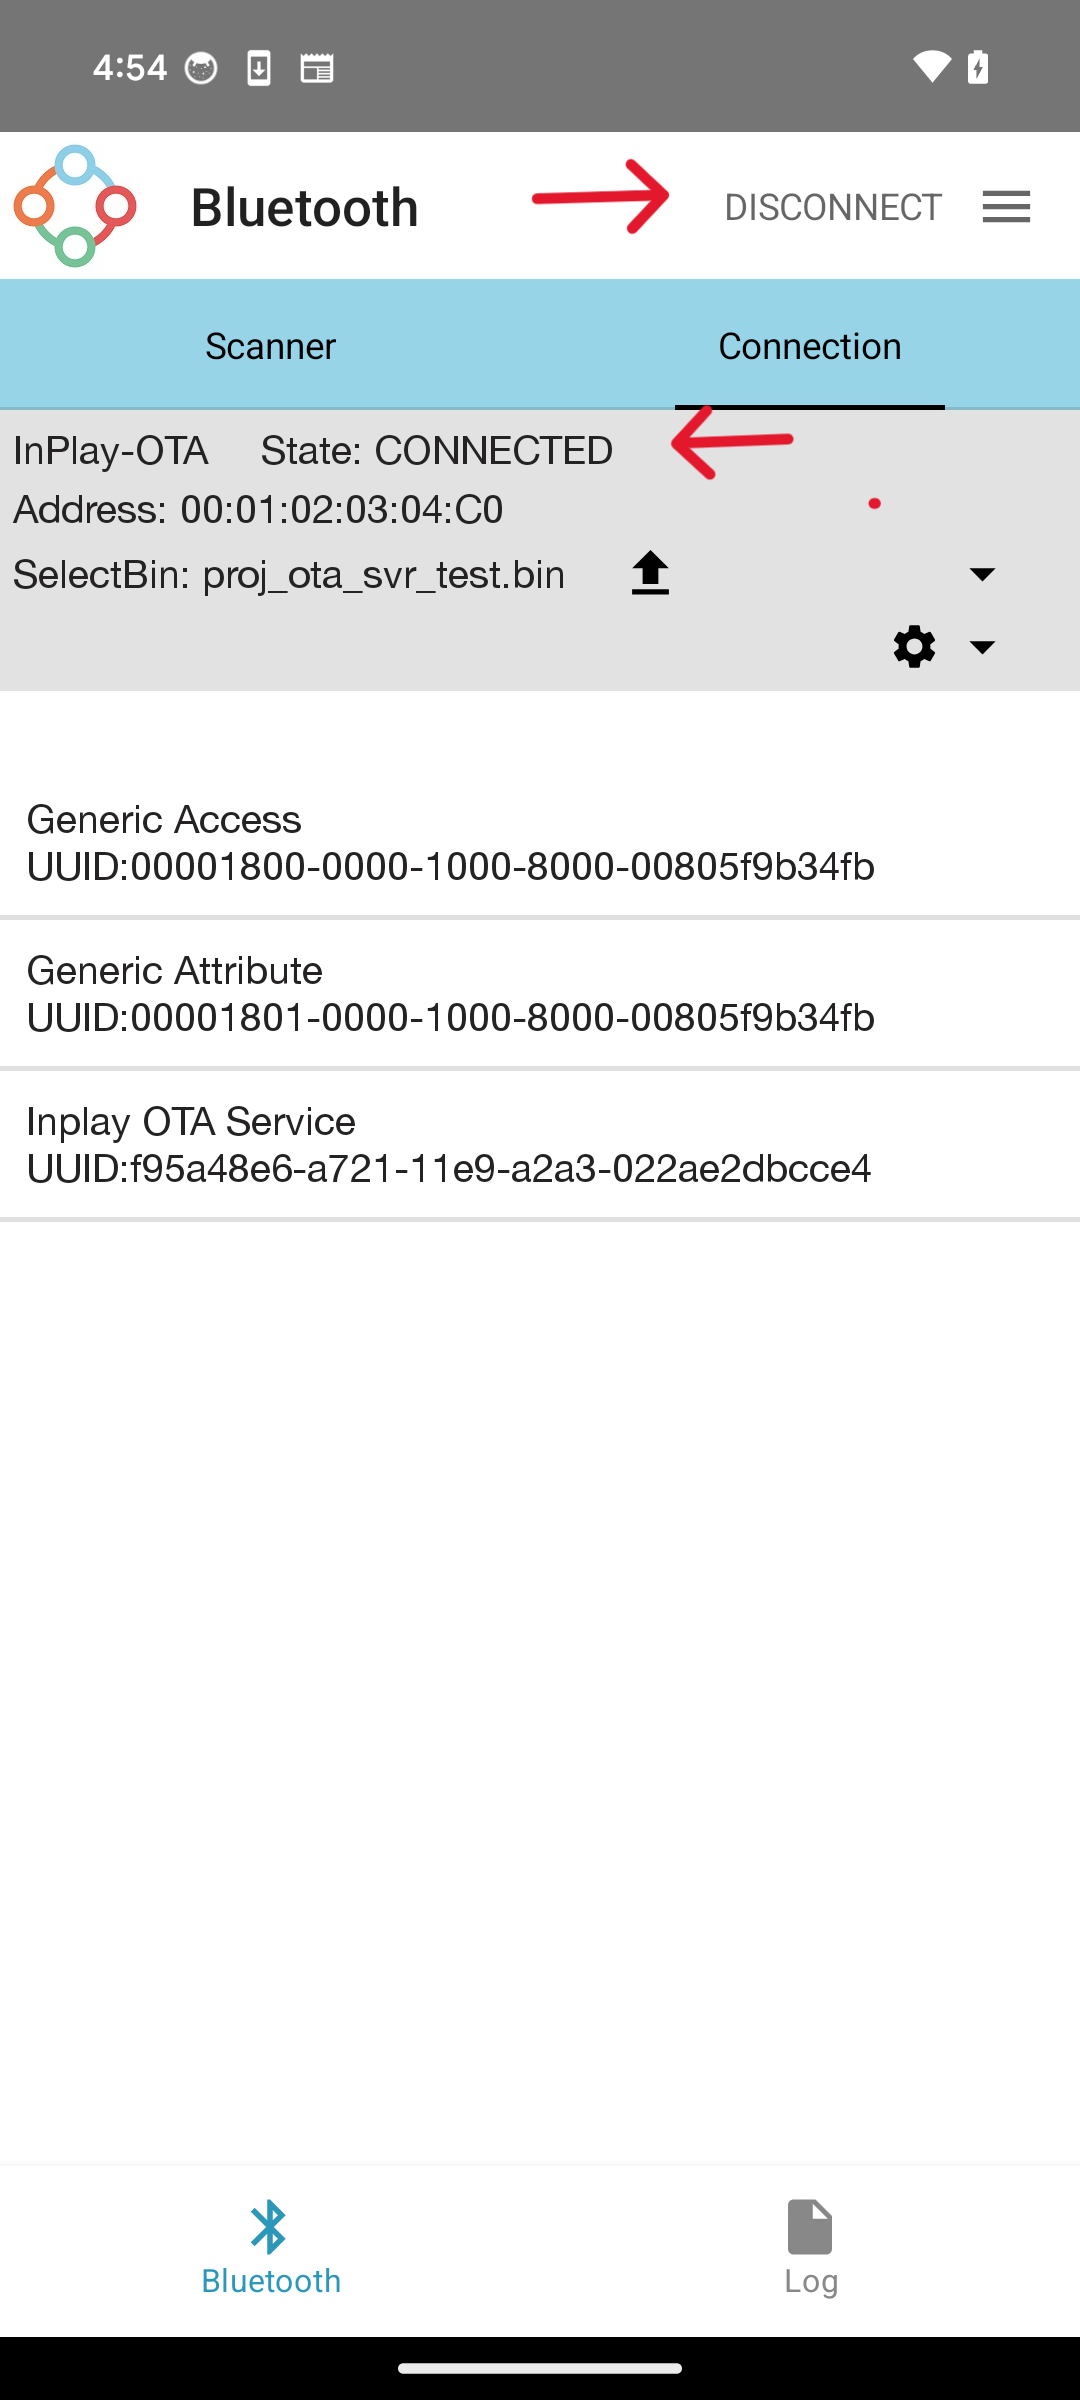 4:54
Bluetooth DISCONNECT
Scanner Connection
InPlay-OTA State: CONNECTED
Address: 00:01:02:03:04:C0
SelectBin: proj_ota_svr_test.bin
Generic Access
UUID:00001800-0000-1000-8000-00805f9b34fb
Generic Attribute
UUID:00001801-0000-1000-8000-00805f9b34fb
Inplay OTA Service
UUID:f95a48e6-a721-11e9-a2a3-022ae2dbcce4
Bluetooth Log